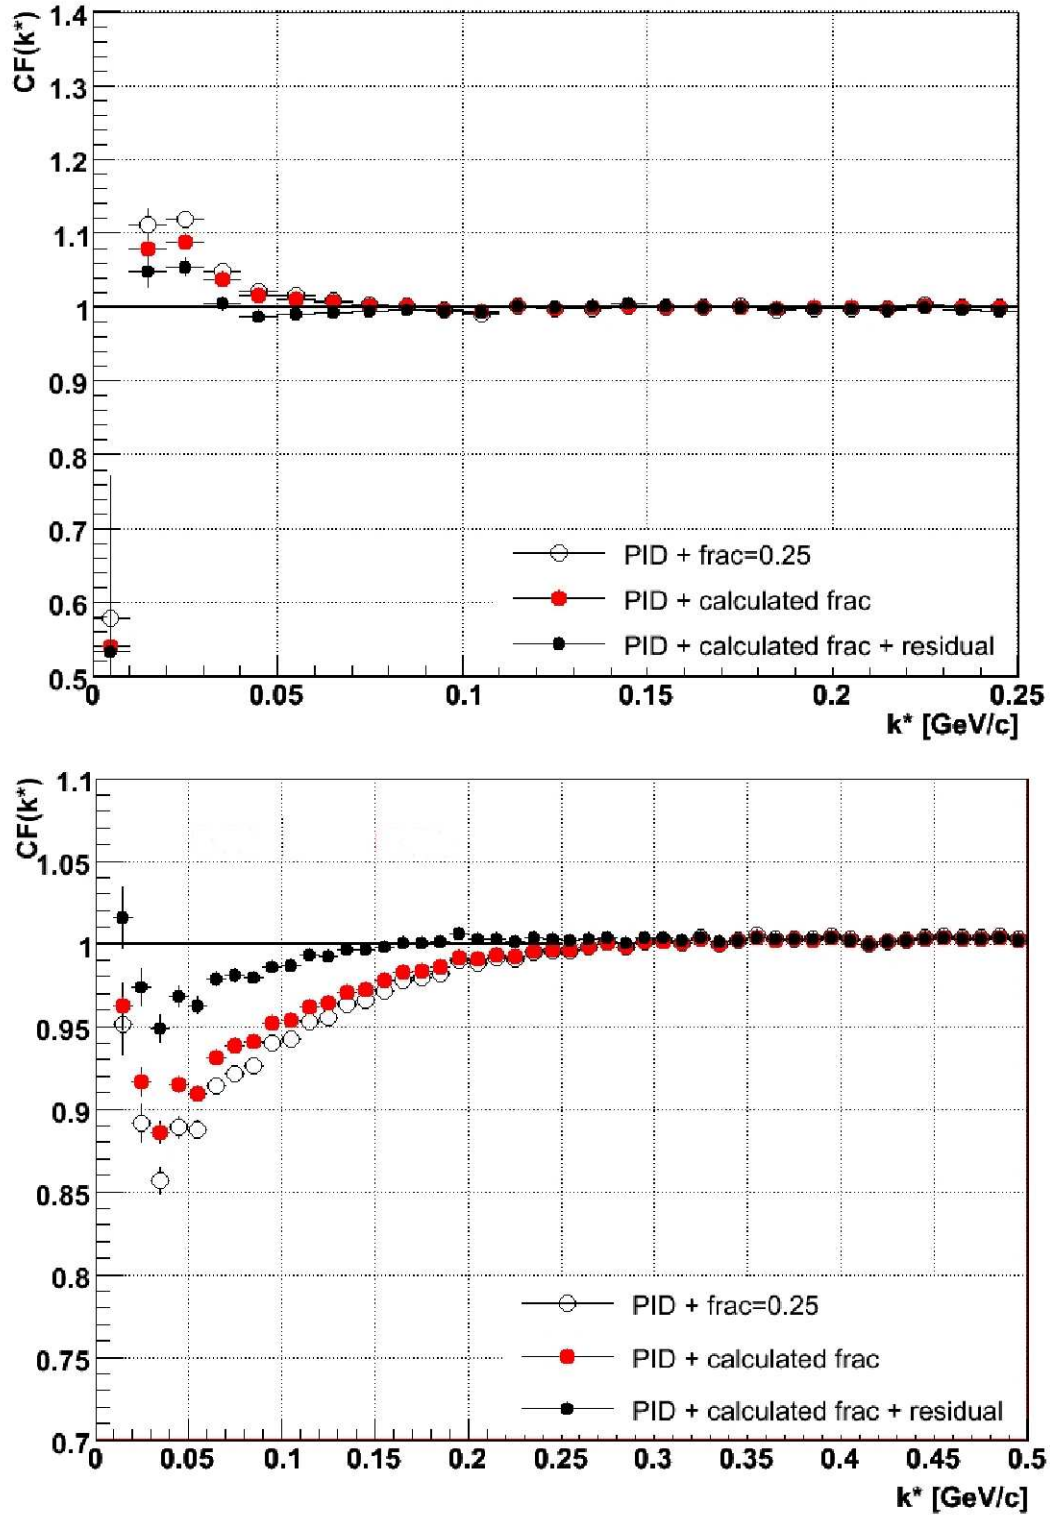 CF(k*)
1.4
1.3
1.2
1.1
1
0.9
0.8
0.7
0.6
0.5
PID + frac=0.25
PID + calculated frac
PID + calculated frac + residual
0 0.05 0.1 0.15 0.2 0.25
k* [GeV/c]
CF(k*)
1.1
1.05
1
0.95
0.9
0.85
0.8
0.75
0.7
PID + frac=0.25
PID + calculated frac
PID + calculated frac + residual
0 0.05 0.1 0.15 0.2 0.25 0.3 0.35 0.4 0.45 0.5
k* [GeV/c]